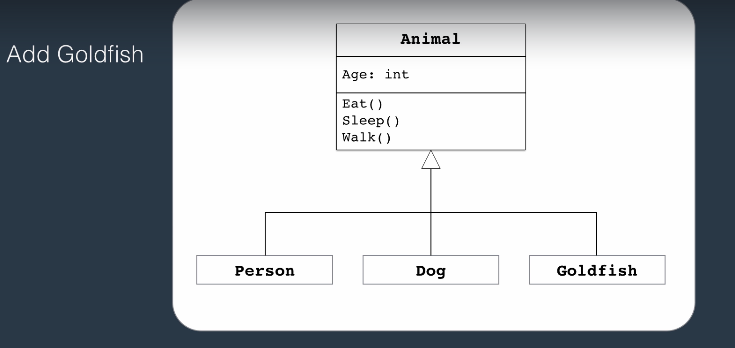 Add Goldfish
Animal
Age: int
Eat()
Sleep()
Walk()
Person
Dog
Goldfish